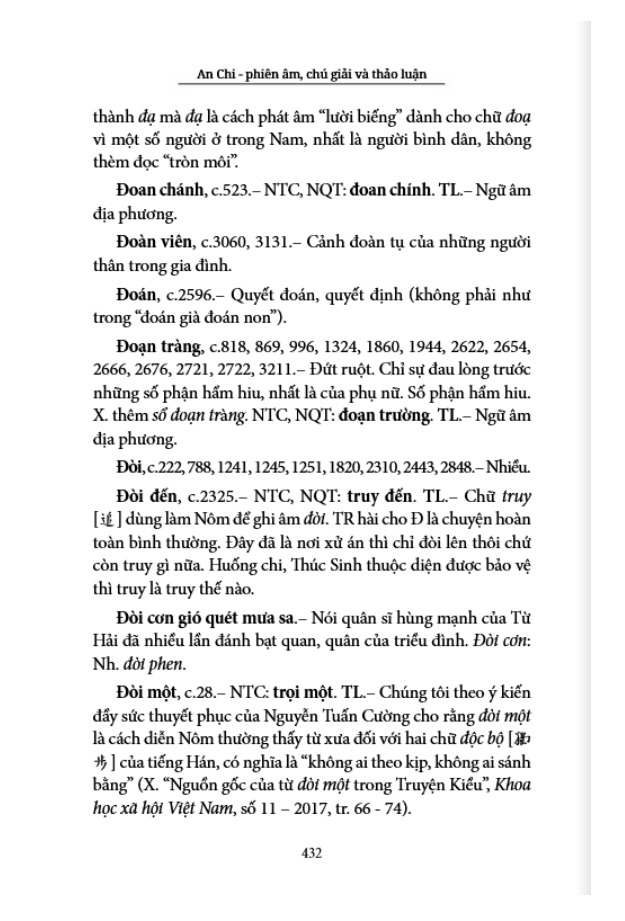 An Chi - phiên âm, chú giải và thảo luận
thành đạ mà đạ là cách phát âm “lười biếng” dành cho chữ đoạ
vì một số người ở trong Nam, nhất là người bình dân, không
thèm đọc “tròn môi”.
Đoan chánh, c.523.– NTC, NQT: đoan chính. TL.– Ngữ âm
địa phương.
Đoàn viên, c.3060, 3131.– Cảnh đoàn tụ của những người
thân trong gia đình.
Đoán, c.2596.– Quyết đoán, quyết định (không phải như
trong “đoán già đoán non”).
Đoạn tràng, c.818, 869, 996, 1324, 1860, 1944, 2622, 2654,
2666, 2676, 2721, 2722, 3211.– Đứt ruột. Chỉ sự đau lòng trước
những số phận hẩm hiu, nhất là của phụ nữ. Số phận hẩm hiu.
X. thêm sổ đoạn tràng. NTC, NQT: đoạn trường. TL.– Ngữ âm
địa phương.
Đòi, c.222, 788, 1241, 1245, 1251, 1820, 2310, 2443, 2848.– Nhiều.
Đòi đến, c.2325.– NTC, NQT: truy đến. TL.– Chữ truy
[追] dùng làm Nôm để ghi âm đòi. TR hài cho Đ là chuyện hoàn
toàn bình thường. Đây đã là nơi xử án thì chỉ đòi lên thôi chứ
còn truy gì nữa. Huống chi, Thúc Sinh thuộc diện được bảo vệ
thì truy là truy thế nào.
Đòi cơn gió quét mưa sa.– Nói quân sĩ hùng mạnh của Từ
Hải đã nhiều lần đánh bạt quan, quân của triều đình. Đòi cơn:
Nh. đòi phen.
Đòi một, c.28.– NTC: trọi một. TL.– Chúng tôi theo ý kiến
đầy sức thuyết phục của Nguyễn Tuấn Cường cho rằng đòi một
là cách diễn Nôm thường thấy từ xưa đối với hai chữ độc bộ [獨
步] của tiếng Hán, có nghĩa là “không ai theo kịp, không ai sánh
bằng” (X. “Nguồn gốc của từ đòi một trong Truyện Kiều”, Khoa
học xã hội Việt Nam, số 11 – 2017, tr. 66 - 74).
432